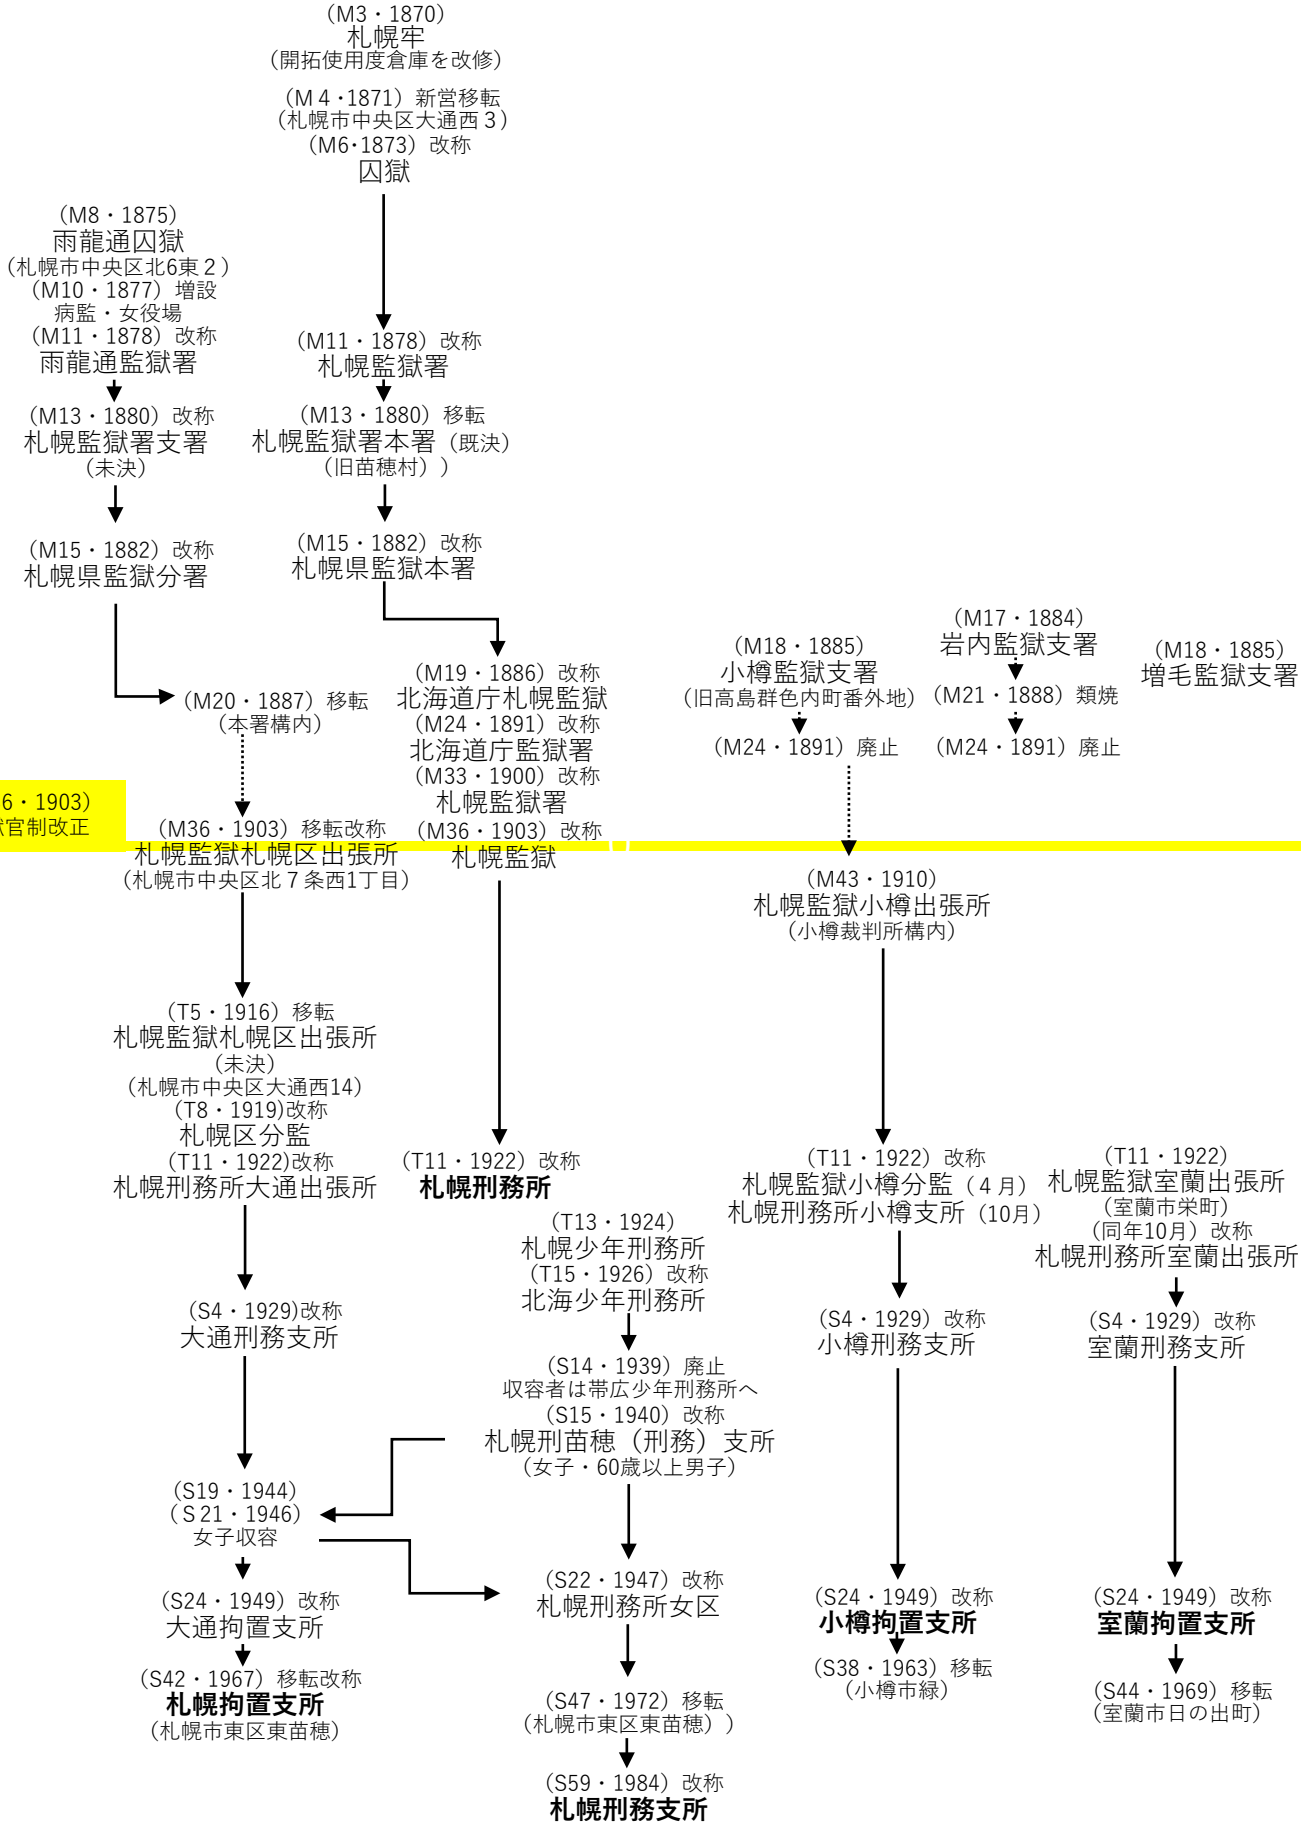 （M3・1870）
札幌牢
（開拓使用度倉庫を改修）
（M４・1871）新営移転
（札幌市中央区大通西３）
（M6・1873）改称
囚獄
（M8・1875）
雨龍通囚獄
（札幌市中央区北6東２）
（M10・1877）増設
病監・女役場
（M11・1878）改称
雨龍通監獄署
（M11・1878）改称
札幌監獄署
（M13・1880）改称
札幌監獄署支署
（未決）
（M13・1880）移転
札幌監獄署本署（既決）
（旧苗穂村））
（M15・1882）改称
札幌県監獄分署
（M15・1882）改称
札幌県監獄本署
（M20・1887）移転
（本署構内）
（M19・1886）改称
北海道庁札幌監獄
（M24・1891）改称
北海道庁監獄署
（M33・1900）改称
札幌監獄署
（M36・1903）改称
札幌監獄
（M18・1885）
小樽監獄支署
（旧高島群色内町番外地）
（M24・1891）廃止
（M17・1884）
岩内監獄支署
（M21・1888）類焼
（M24・1891）廃止
（M18・1885）
増毛監獄支署
6・1903）
官制改正
（M36・1903）移転改称
札幌監獄札幌区出張所
（札幌市中央区北７条西1丁目）
（M43・1910）
札幌監獄小樽出張所
（小樽裁判所構内）
（T5・1916）移転
札幌監獄札幌区出張所
（未決）
（札幌市中央区大通西14）
（T8・1919)改称
札幌区分監
（T11・1922)改称
札幌刑務所大通出張所
（T11・1922）改称
札幌刑務所
（T11・1922）改称
札幌監獄小樽分監（４月）
札幌刑務所小樽支所（10月）
（T11・1922）
札幌監獄室蘭出張所
（室蘭市栄町）
（同年10月）改称
札幌刑務所室蘭出張所
（T13・1924）
札幌少年刑務所
（T15・1926）改称
北海少年刑務所
（S4・1929)改称
大通刑務支所
（S14・1939）廃止
収容者は帯広少年刑務所へ
（S15・1940）改称
札幌刑苗穂（刑務）支所
（女子・60歳以上男子）
（S4・1929）改称
小樽刑務支所
（S4・1929）改称
室蘭刑務支所
（S19・1944）
（Ｓ21・1946）
女子収容
（S24・1949）改称
大通拘置支所
（S42・1967）移転改称
札幌拘置支所
（札幌市東区東苗穂）
（S22・1947）改称
札幌刑務所女区
（S47・1972）移転
（札幌市東区東苗穂））
（S59・1984）改称
札幌刑務支所
（S24・1949）改称
小樽拘置支所
（S38・1963）移転
（小樽市緑）
（S24・1949）改称
室蘭拘置支所
（S44・1969）移転
（室蘭市日の出町）